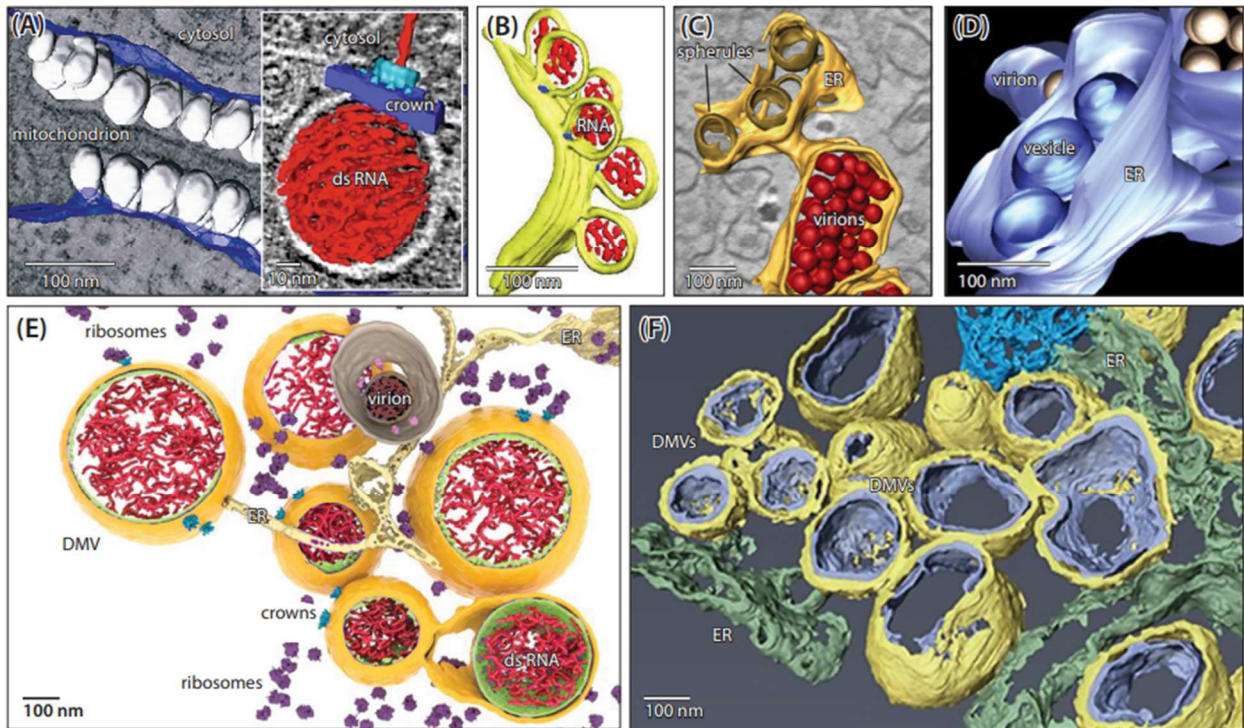 (A)
cytosol
mitochondrion
100 nm
cytosol
crown
ds RNA
10 nm
(B)
RNA
100 nm
(C)
spherules
ER
virions
100 nm
(D)
virion
vesicle
ER
100 nm
(E)
ribosomes
ER
virion
ER
DMV
crowns
ds RNA
ribosomes
100 nm
(F)
ER
DMVs
DMVs
ER
100 nm